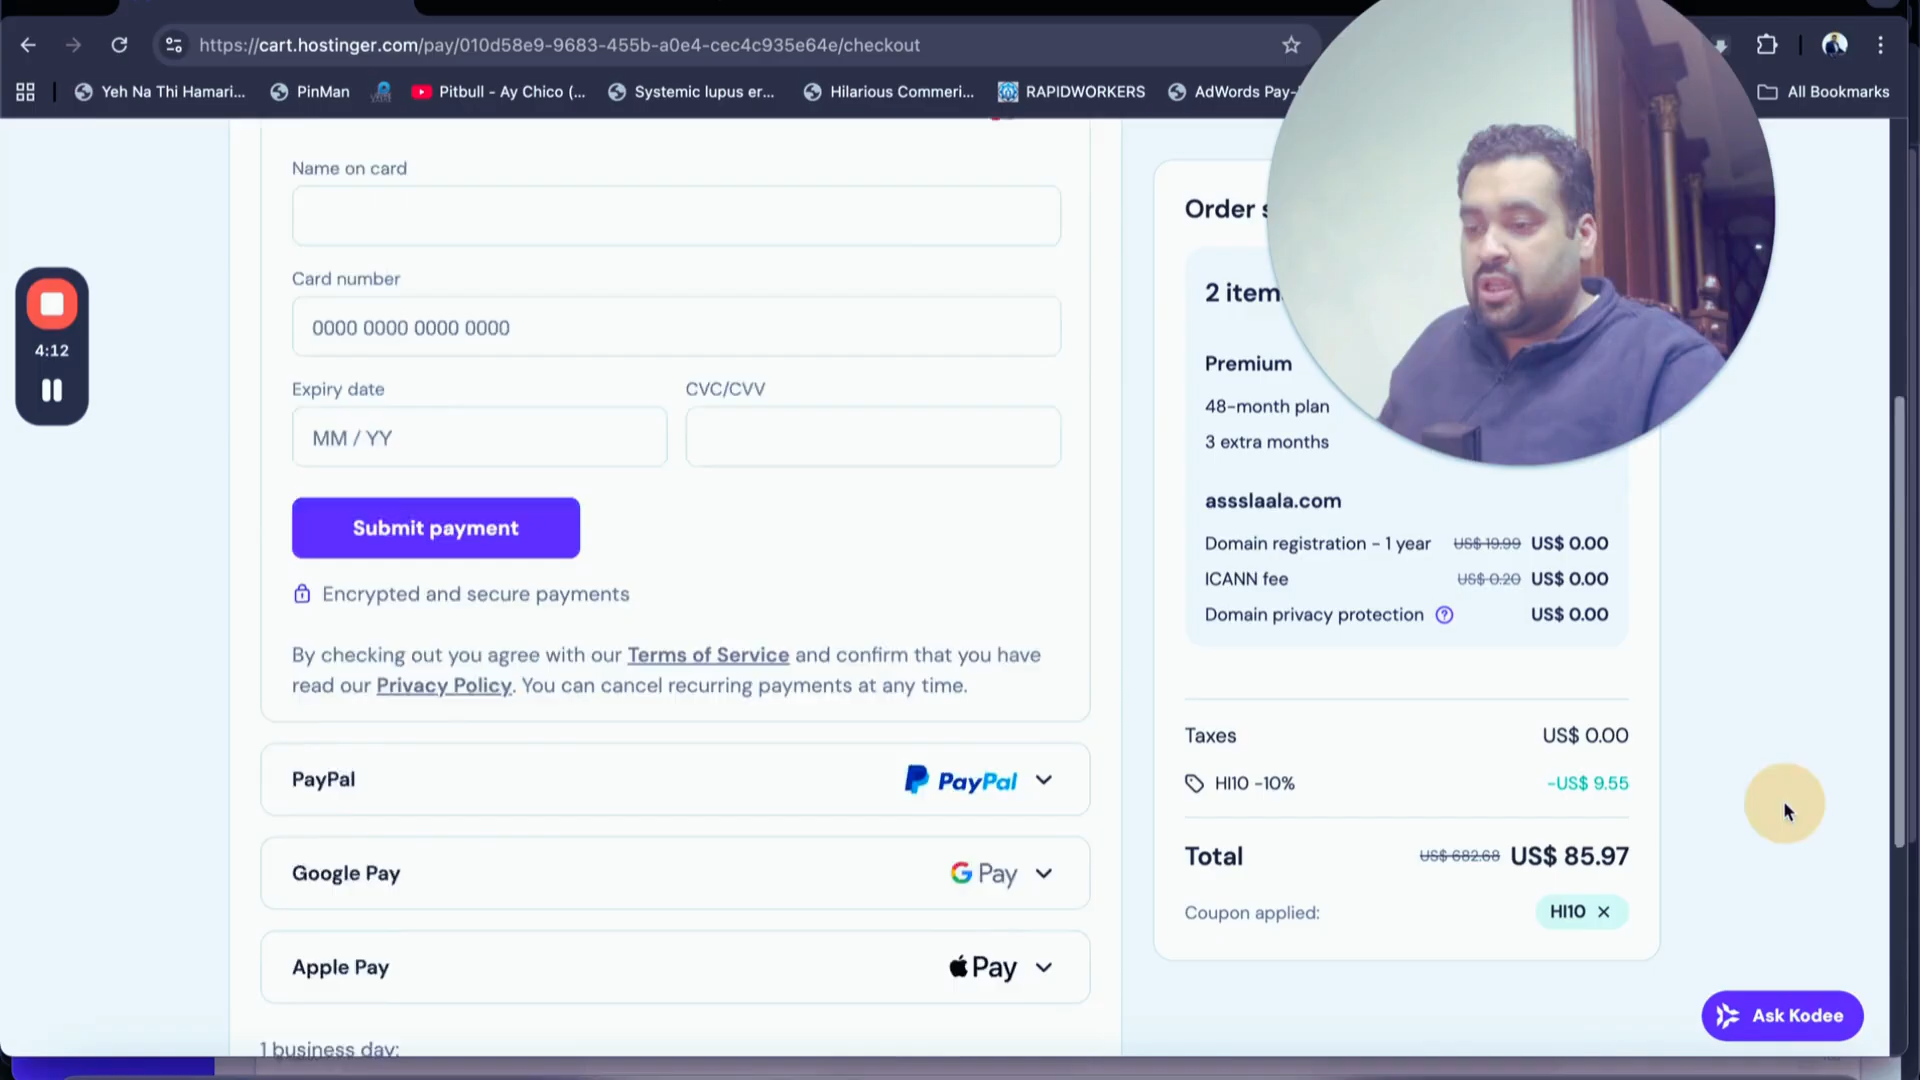 https://cart.hostinger.com/pay/010d58e9-9683-455b-a0e4-cec4c935e64e/checkout
Yeh Na Thi Hamari...
PinMan
Pitbull - Ay Chico (...
Systemic lupus er...
Hilarious Commeri...
RAPIDWORKERS
AdWords Pay-
All Bookmarks
4:12
Name on card
Card number
0000 0000 0000 0000
Expiry date
CVC/CVV
MM / YY
Submit payment
Encrypted and secure payments
By checking out you agree with our Terms of Service and confirm that you have
read our Privacy Policy. You can cancel recurring payments at any time.
PayPal
PayPal
Google Pay
G Pay
Apple Pay
Pay
1 business day:
Order
2 item
Premium
48-month plan
3 extra months
assslaala.com
Domain registration - 1 year US$ 19.99 US$ 0.00
ICANN fee US$ 0.20 US$ 0.00
Domain privacy protection ? US$ 0.00
Taxes US$ 0.00
HI10 -10% -US$ 9.55
Total US$ 682.68 US$ 85.97
Coupon applied: HI10 ×
Ask Kodee